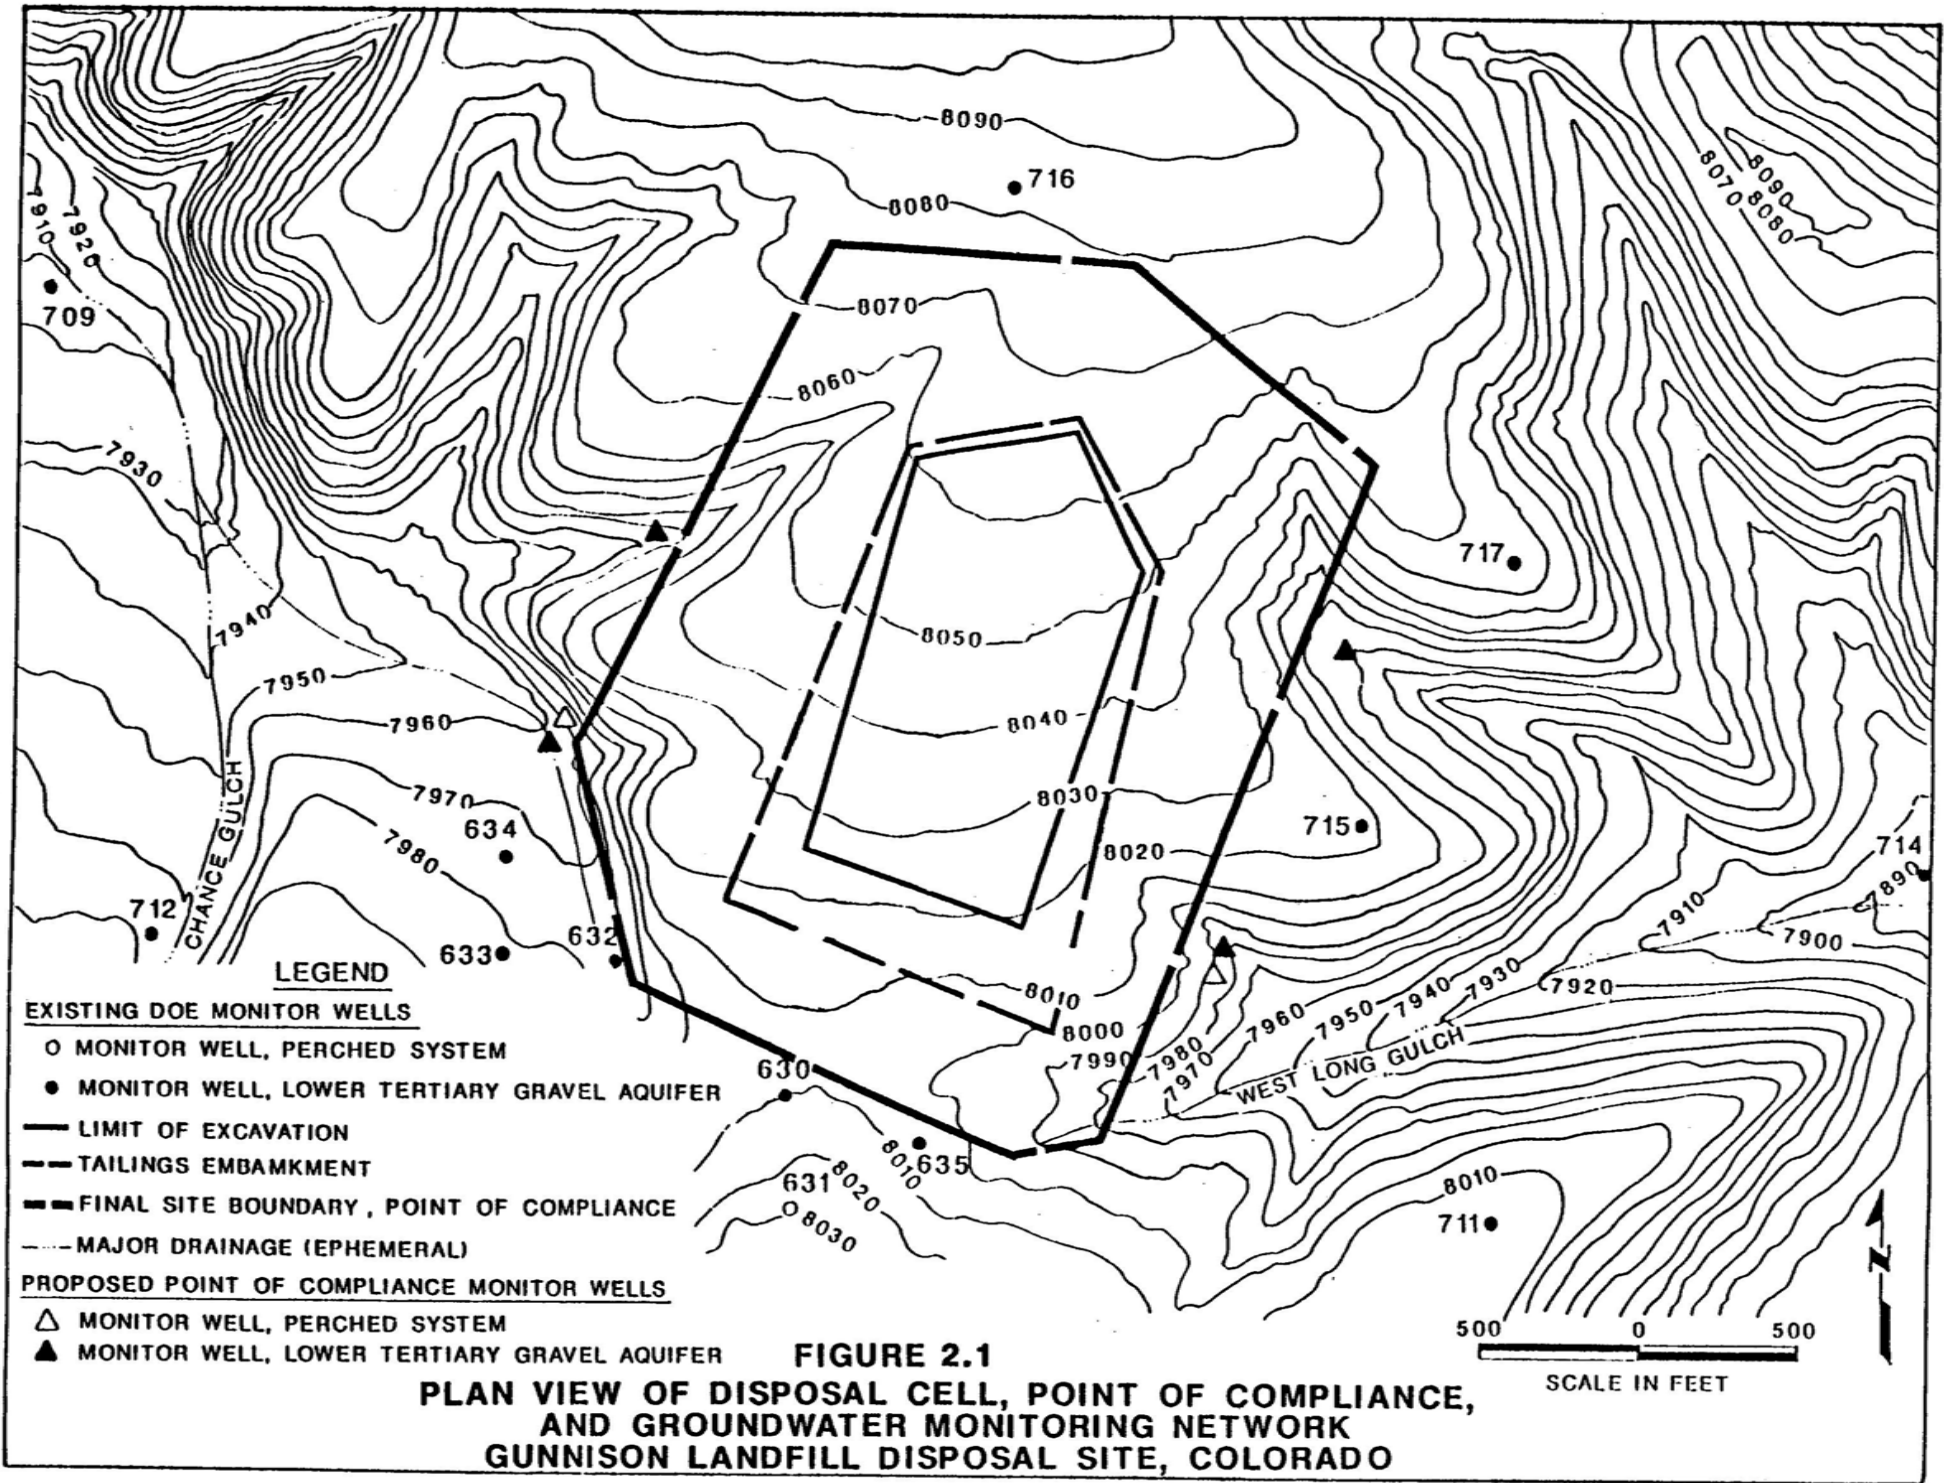 8090
716
8080
8070
8090
8080
7910
7920
709
8070
8060
7930
717
7940
8050
7950
7960
8040
CHANCE GULCH
7970
8030
634
715
7980
8020
714
7890
712
7910
633
632
7900
8010
7930
7920
7940
7950
7960
8000
7990
7980
7970
WEST LONG GULCH
630
8010
635
631
8020
8030
8010
711
LEGEND
EXISTING DOE MONITOR WELLS
MONITOR WELL, PERCHED SYSTEM
MONITOR WELL, LOWER TERTIARY GRAVEL AQUIFER
LIMIT OF EXCAVATION
TAILINGS EMBAMKMENT
FINAL SITE BOUNDARY, POINT OF COMPLIANCE
MAJOR DRAINAGE (EPHEMERAL)
PROPOSED POINT OF COMPLIANCE MONITOR WELLS
MONITOR WELL, PERCHED SYSTEM
MONITOR WELL, LOWER TERTIARY GRAVEL AQUIFER
N
500 0 500
SCALE IN FEET
FIGURE 2.1
PLAN VIEW OF DISPOSAL CELL, POINT OF COMPLIANCE,
AND GROUNDWATER MONITORING NETWORK
GUNNISON LANDFILL DISPOSAL SITE, COLORADO